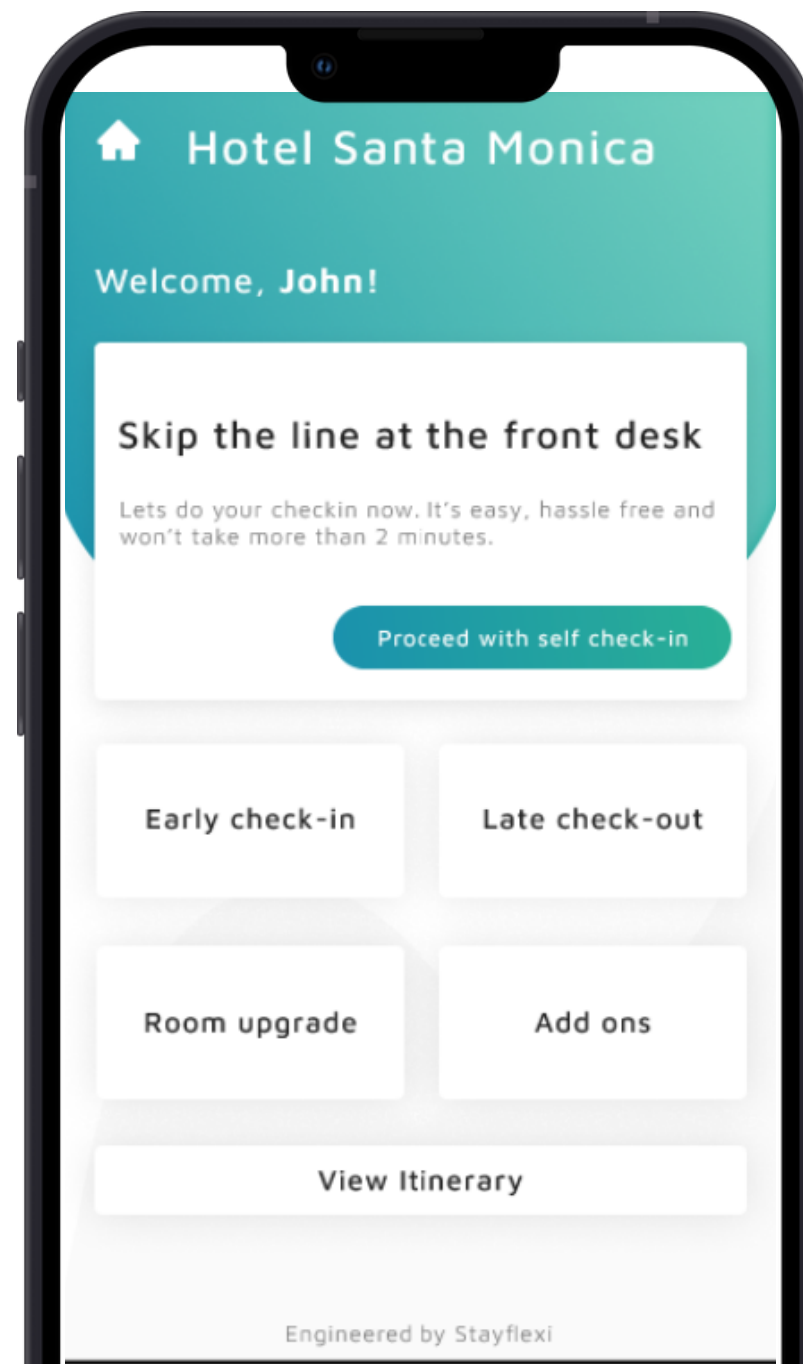 Hotel Santa Monica
Welcome, John!
Skip the line at the front desk
Lets do your checkin now. It's easy, hassle free and
won't take more than 2 minutes.
Proceed with self check-in
Early check-in
Late check-out
Room upgrade
Add ons
View Itinerary
Engineered by Stayflexi